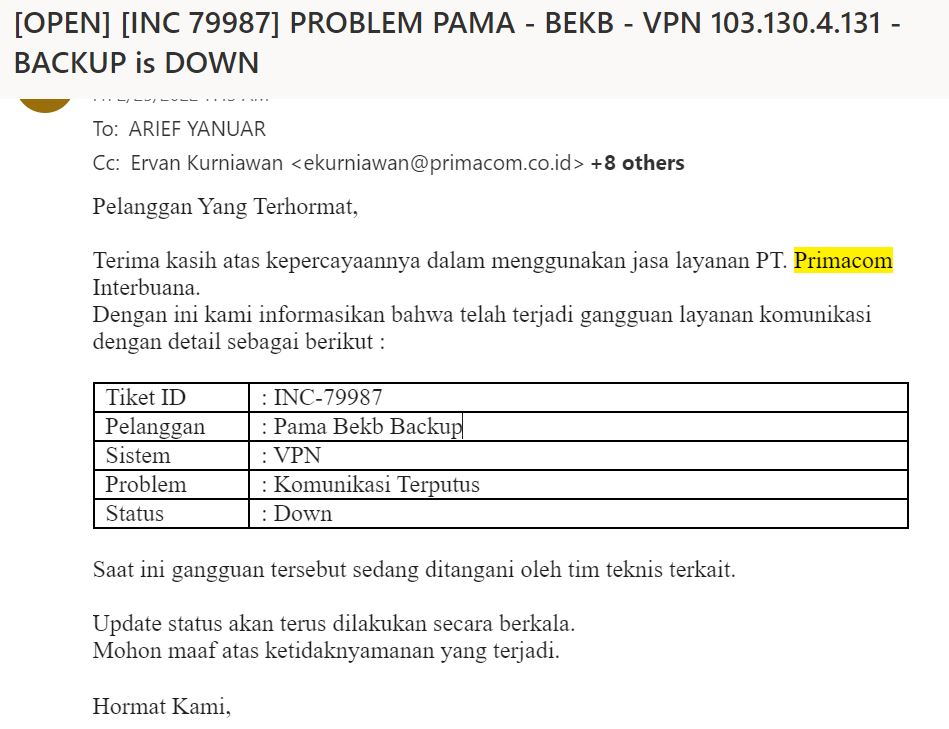 [OPEN] [INC 79987] PROBLEM PAMA - BEKB - VPN 103.130.4.131 -
BACKUP is DOWN
To: ARIEF YANUAR
Cc: Ervan Kurniawan <ekurniawan@primacom.co.id> +8 others
Pelanggan Yang Terhormat,
Terima kasih atas kepercayaannya dalam menggunakan jasa layanan PT. Primacom
Interbuana.
Dengan ini kami informasikan bahwa telah terjadi gangguan layanan komunikasi
dengan detail sebagai berikut :
Tiket ID : INC-79987
Pelanggan : Pama Bekb Backup
Sistem : VPN
Problem : Komunikasi Terputus
Status : Down
Saat ini gangguan tersebut sedang ditangani oleh tim teknis terkait.
Update status akan terus dilakukan secara berkala.
Mohon maaf atas ketidaknyamanan yang terjadi.
Hormat Kami,